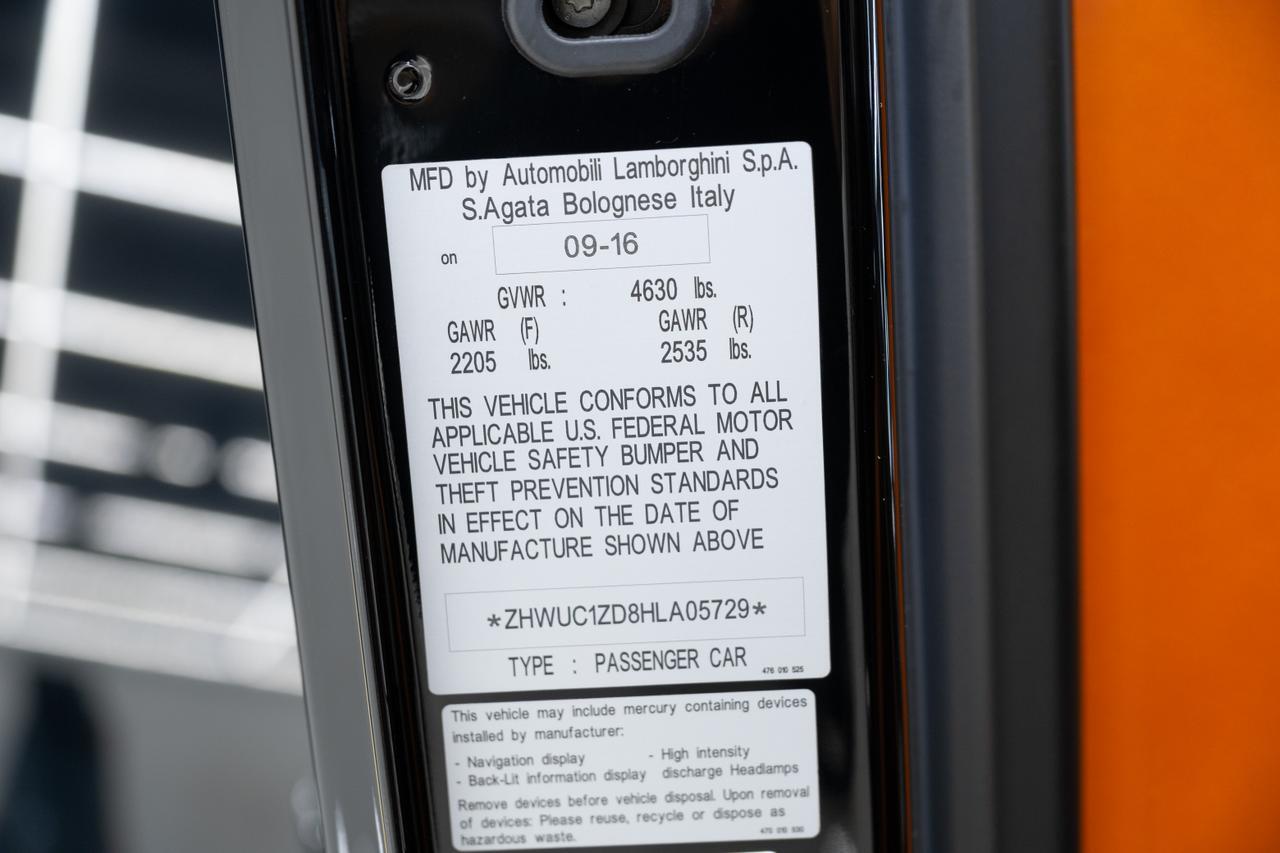 MFD by Automobili Lamborghini S.p.A.
S.Agata Bolognese Italy
on 09-16
GVWR : 4630 lbs.
GAWR (F) GAWR (R)
2205 lbs. 2535 lbs.
THIS VEHICLE CONFORMS TO ALL
APPLICABLE U.S. FEDERAL MOTOR
VEHICLE SAFETY BUMPER AND
THEFT PREVENTION STANDARDS
IN EFFECT ON THE DATE OF
MANUFACTURE SHOWN ABOVE
*ZHWUC1ZD8HLA05729*
TYPE : PASSENGER CAR 476 010 525
This vehicle may include mercury containing devices
installed by manufacturer:
- Navigation display - High intensity
- Back-Lit information display discharge Headlamps
Remove devices before vehicle disposal. Upon removal
of devices: Please reuse, recycle or dispose as
hazardous waste.